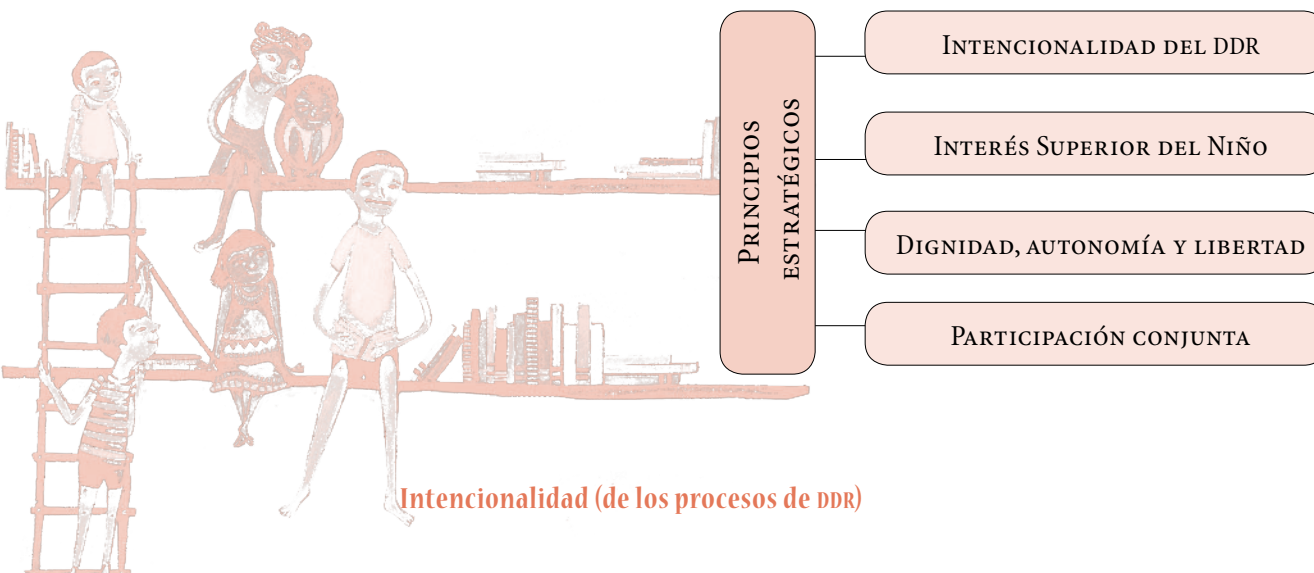 Principios
estratégicos
Intencionalidad del DDR
Interés Superior del Niño
Dignidad, autonomía y libertad
Participación conjunta
Intencionalidad (de los procesos de DDR)